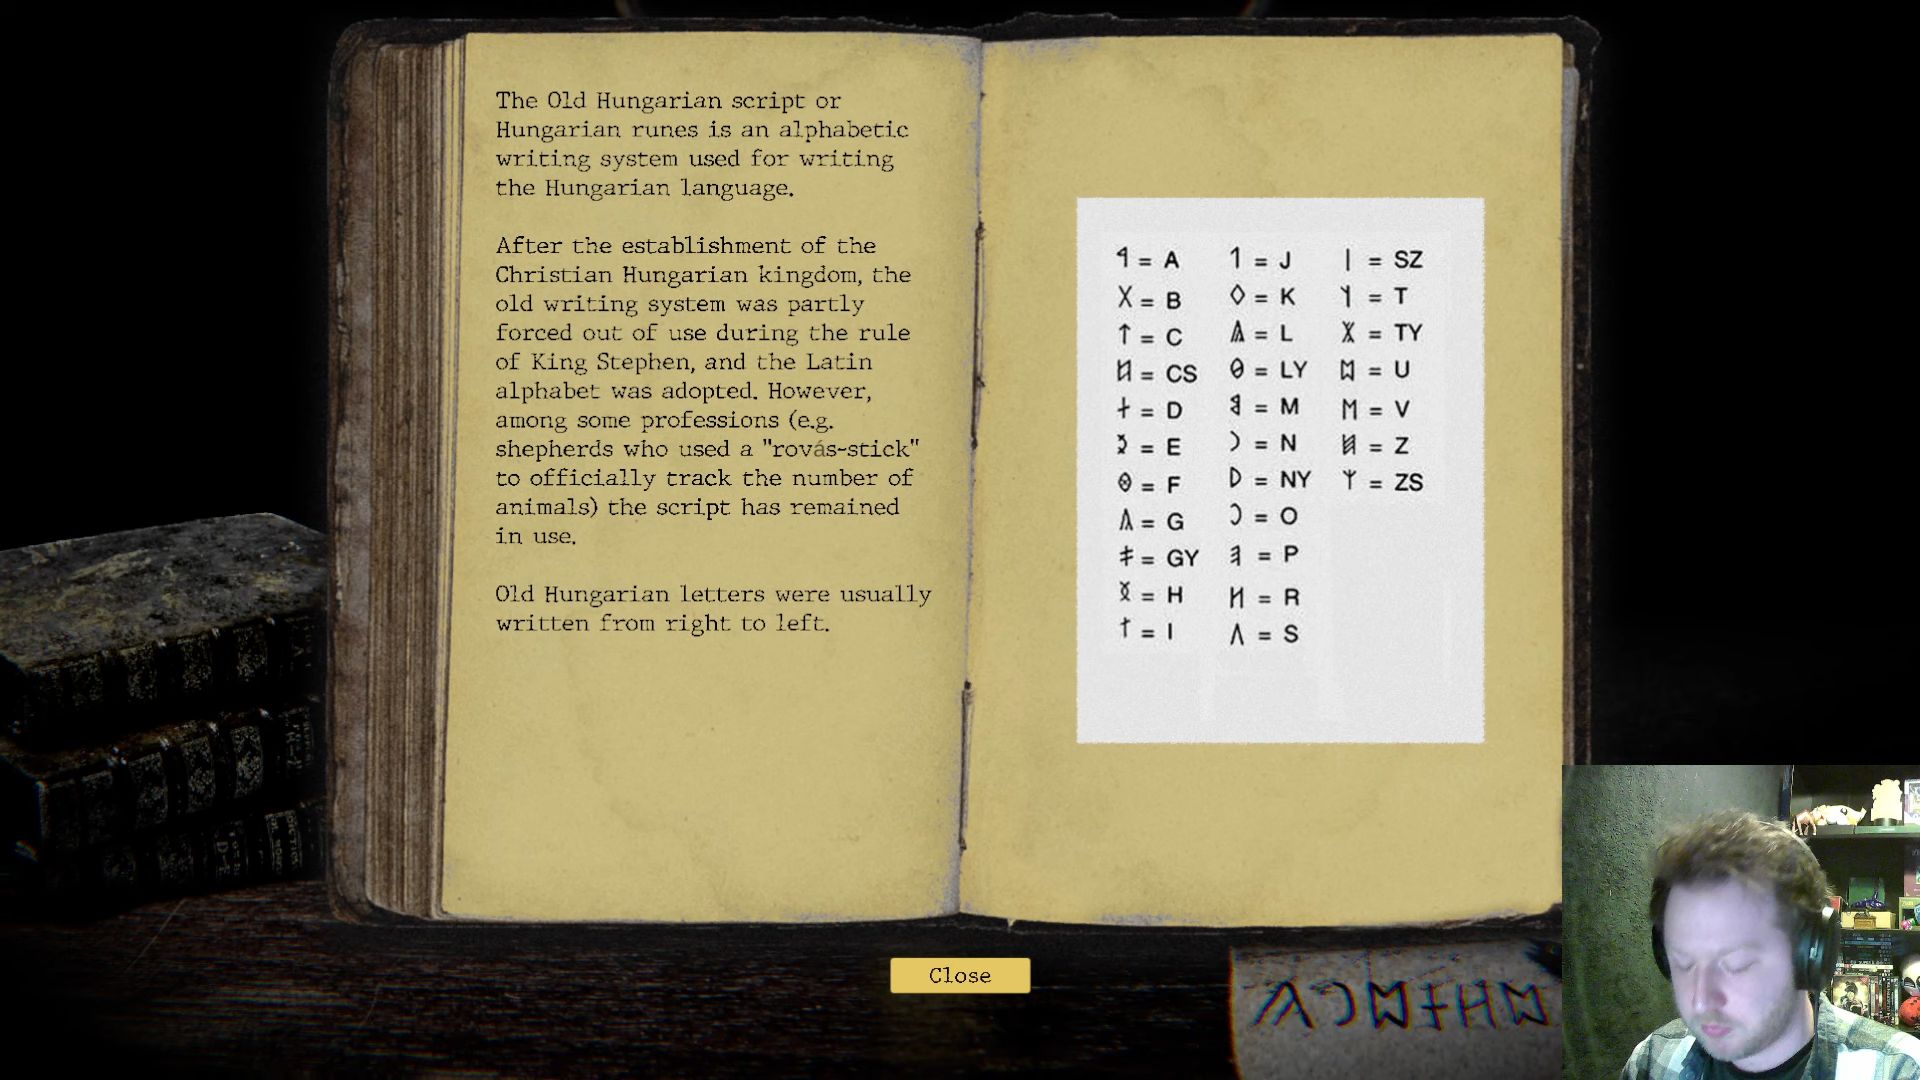 The Old Hungarian script or
Hungarian runes is an alphabetic
writing system used for writing
the Hungarian language.
After the establishment of the
Christian Hungarian kingdom, the
old writing system was partly
forced out of use during the rule
of King Stephen, and the Latin
alphabet was adopted. However,
among some professions (e.g.
shepherds who used a "rovás-stick"
to officially track the number of
animals) the script has remained
in use.
Old Hungarian letters were usually
written from right to left.
𐲀 = A
𐲂 = B
𐲄 = C
𐲆 = CS
𐲇 = D
𐲉 = E
𐲌 = F
𐲍 = G
𐲎 = GY
𐲏 = H
𐲐 = I
𐲒 = J
𐲓 = K
𐲖 = L
𐲗 = LY
𐲘 = M
𐲙 = N
𐲚 = NY
𐲛 = O
𐲠 = P
𐲢 = R
𐲤 = S
𐲥 = SZ
𐲦 = T
𐲨 = TY
𐲪 = U
𐲮 = V
𐲯 = Z
𐲰 = ZS
Close